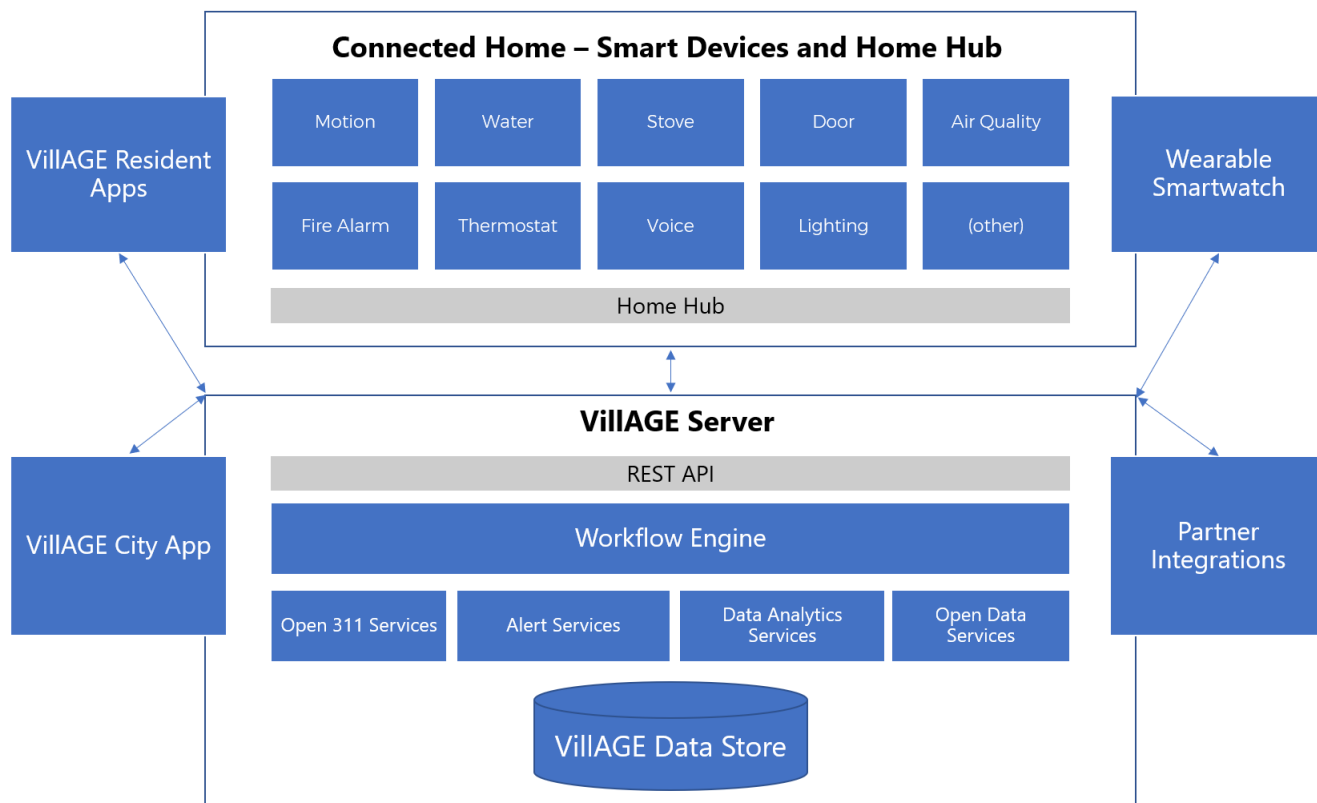 Connected Home – Smart Devices and Home Hub
Motion
Water
Stove
Door
Air Quality
VillAGE Resident
Apps
Wearable
Smartwatch
Fire Alarm
Thermostat
Voice
Lighting
(other)
Home Hub
VillAGE Server
REST API
VillAGE City App
Workflow Engine
Partner
Integrations
Open 311 Services
Alert Services
Data Analytics
Services
Open Data
Services
VillAGE Data Store